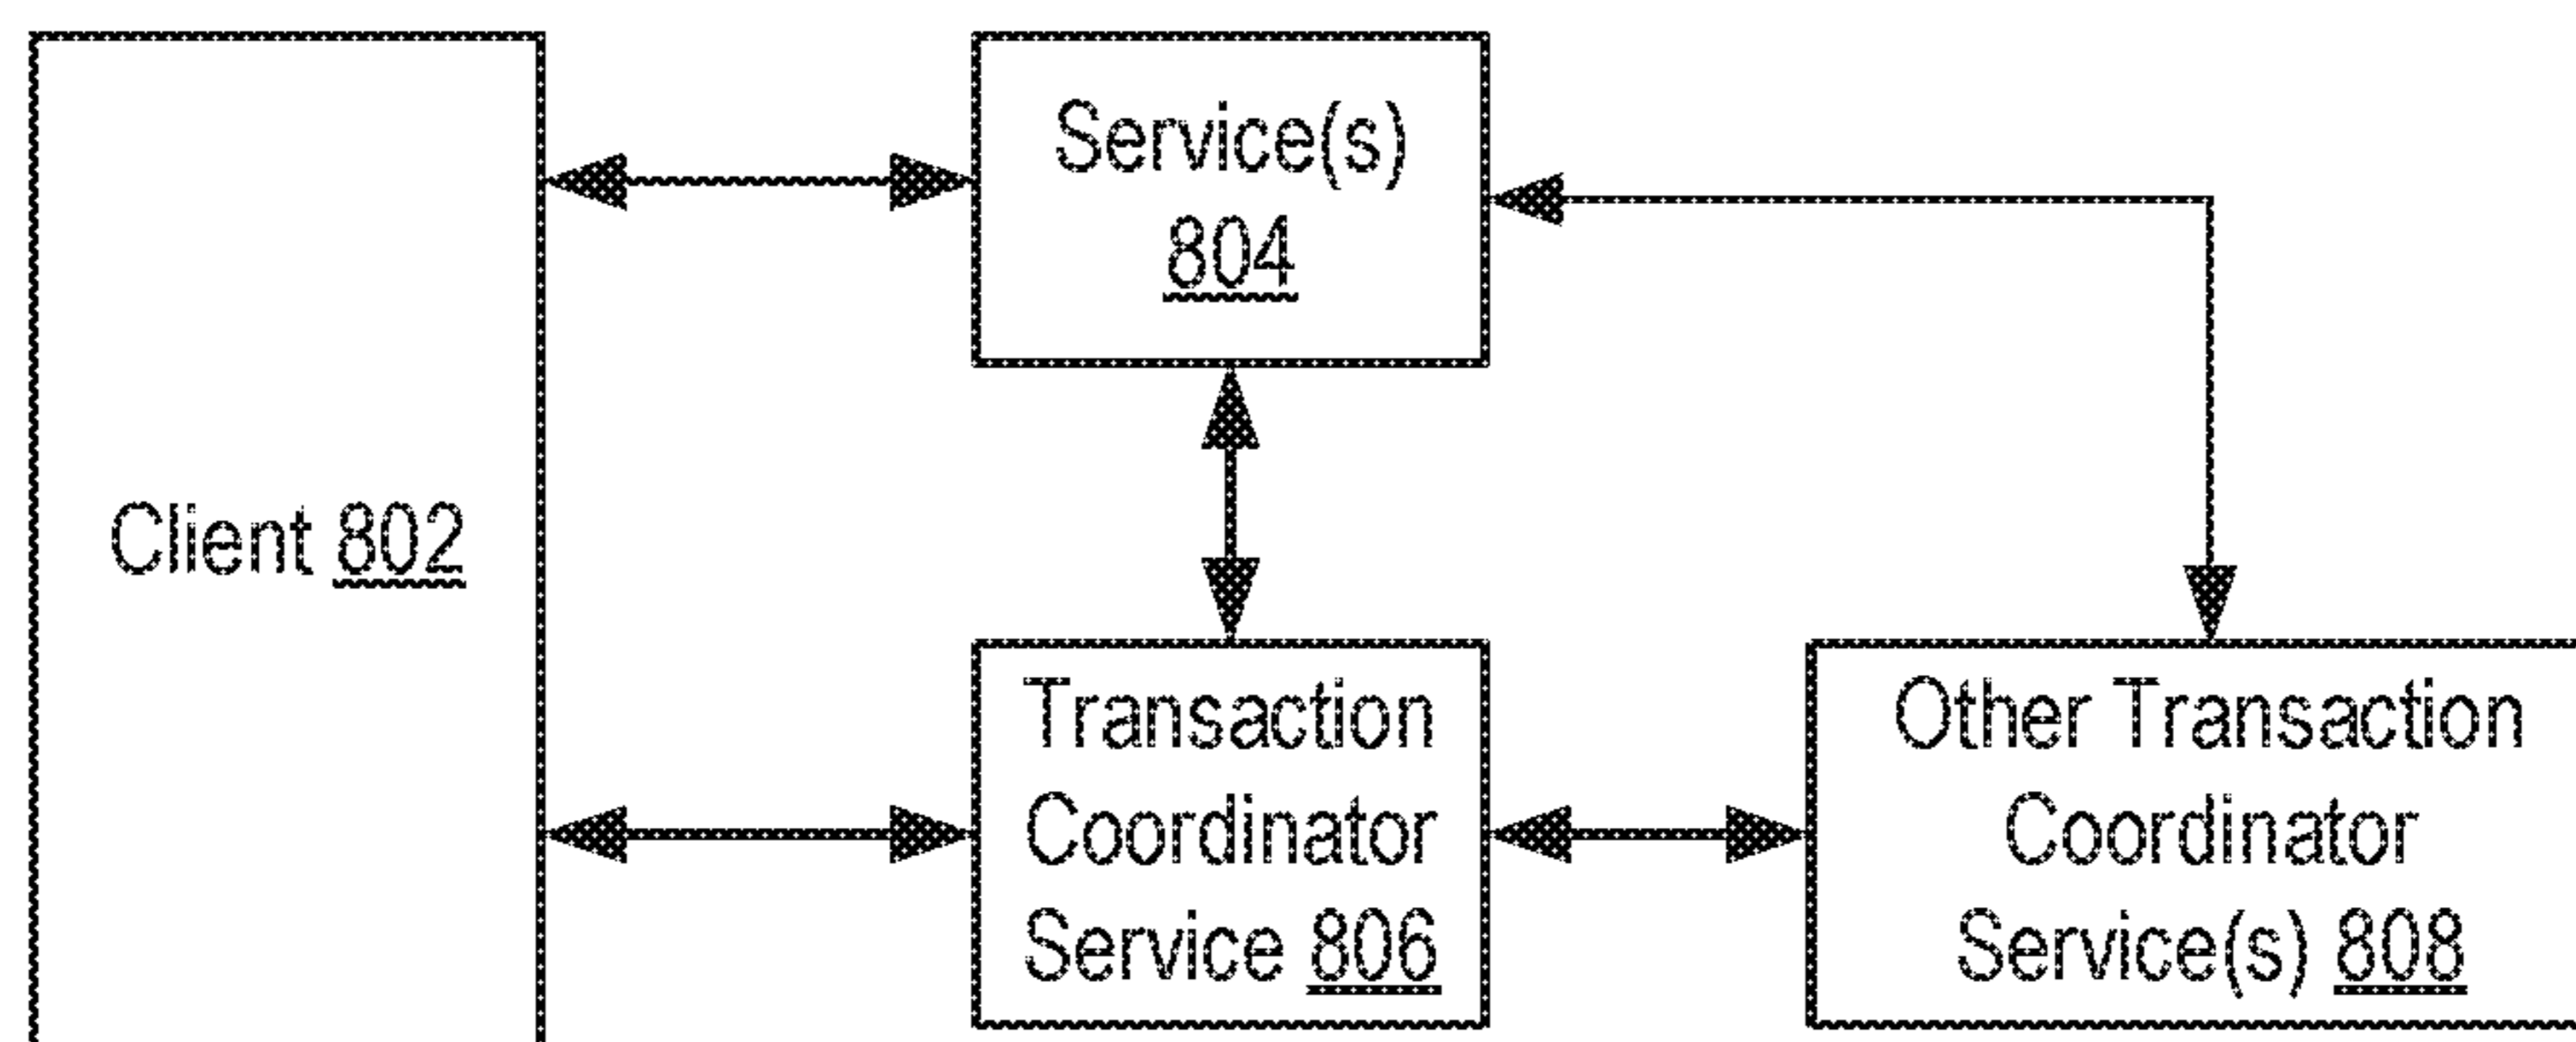 Service(s)
804
Client 802
Transaction
Coordinator
Service 806
Other Transaction
Coordinator
Service(s) 808